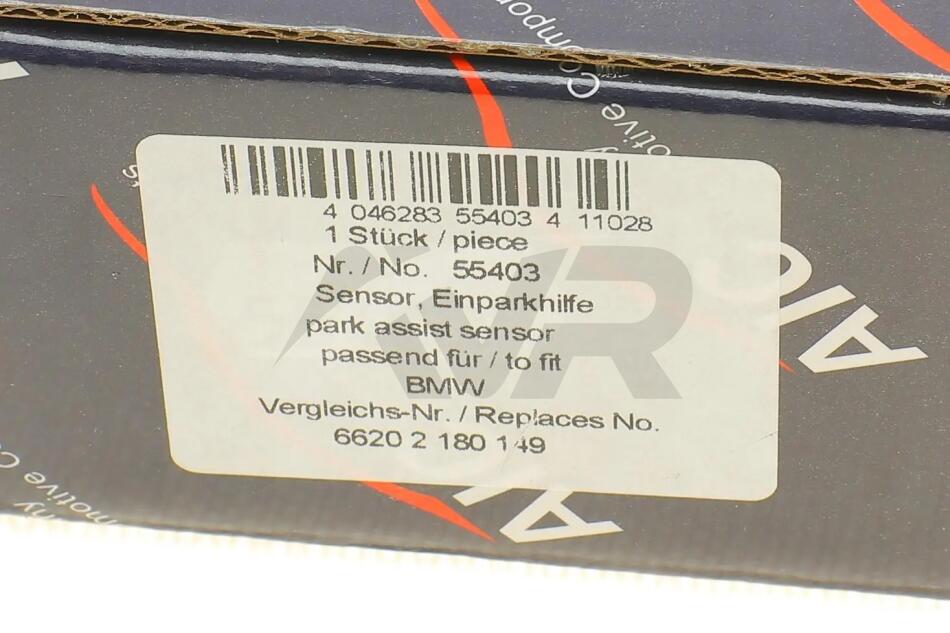 4 046283 55403 4 11028
1 Stück / piece
Nr. / No. 55403
Sensor, Einparkhilfe
park assist sensor
passend für / to fit
BMW
Vergleichs-Nr. / Replaces No.
6620 2 180 149